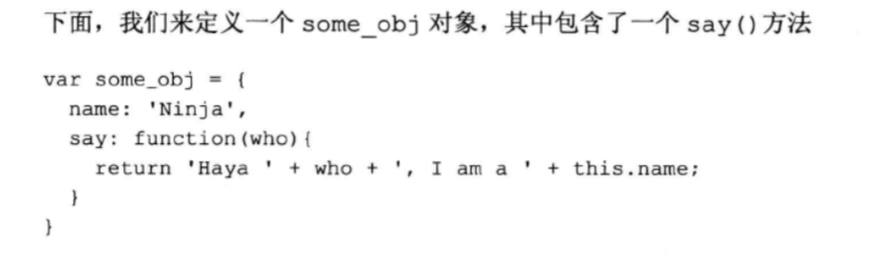 下面，我们来定义一个 some_obj 对象，其中包含了一个 say()方法
var some_obj = {
  name: 'Ninja',
  say: function(who){
    return 'Haya ' + who + ', I am a ' + this.name;
  }
}